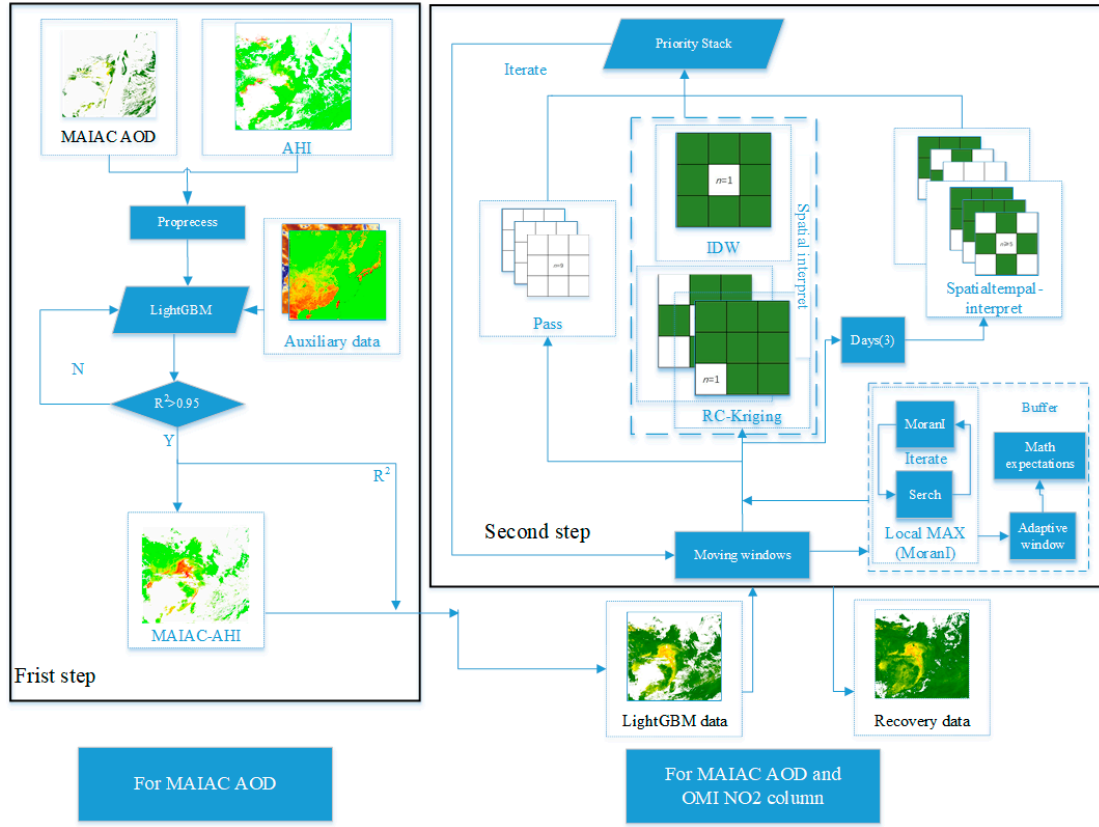 MAIAC AOD
AHI
Proprecess
LightGBM
Auxiliary data
N
R²>0.95
Y
R²
MAIAC-AHI
Frist step
For MAIAC AOD
Priority Stack
Iterate
n=1
IDW
Spatial interpret
Pass
n=1
RC-Kriging
Spatialtempal-
interpret
Days(3)
Buffer
MoranI
Iterate
Serch
Local MAX
(MoranI)
Math
expectations
Adaptive
window
Second step
Moving windows
LightGBM data
Recovery data
For MAIAC AOD and
OMI NO2 column